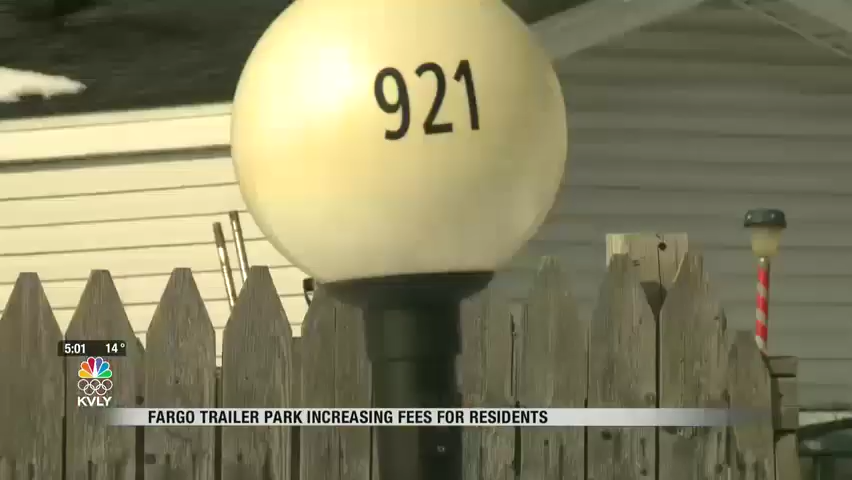 921
5:01 14°
KVLY
FARGO TRAILER PARK INCREASING FEES FOR RESIDENTS